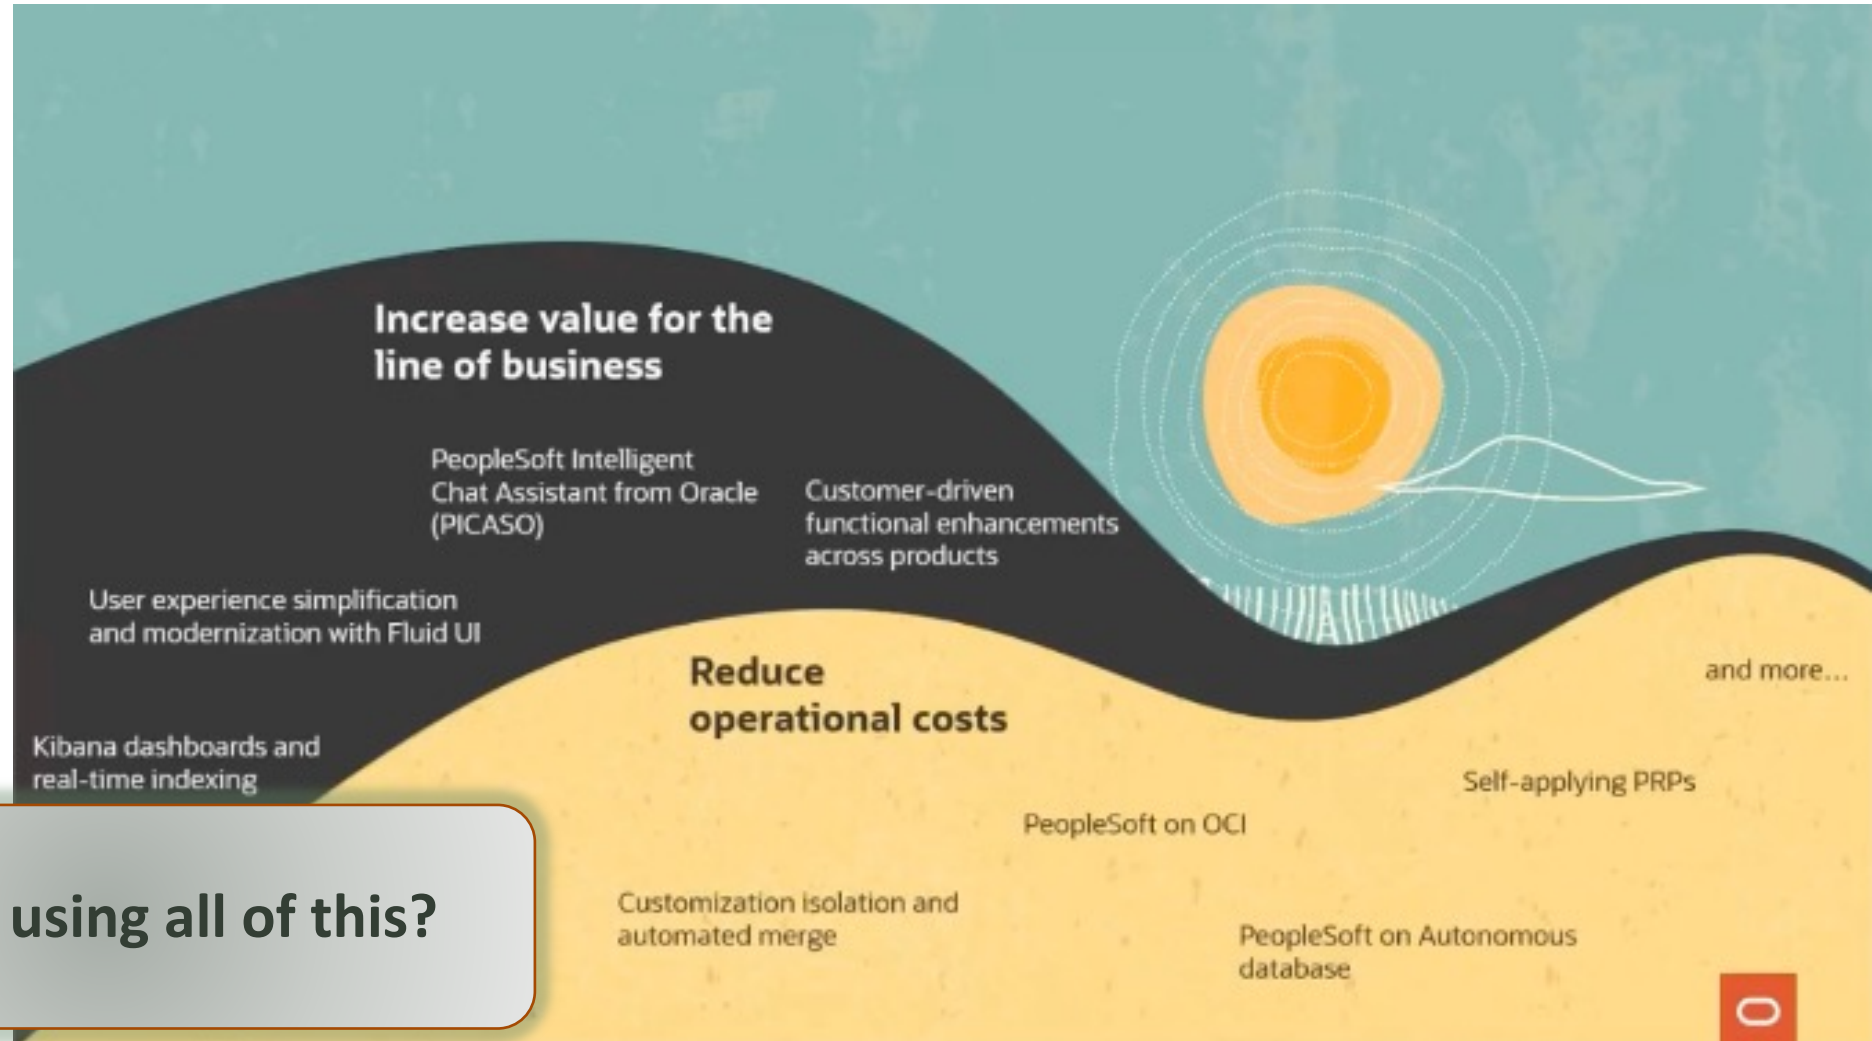 Increase value for the
line of business
PeopleSoft Intelligent
Chat Assistant from Oracle
(PICASO)
Customer-driven
functional enhancements
across products
User experience simplification
and modernization with Fluid UI
Kibana dashboards and
real-time indexing
Reduce
operational costs
and more...
Self-applying PRPs
PeopleSoft on OCI
Customization isolation and
automated merge
PeopleSoft on Autonomous
database
using all of this?